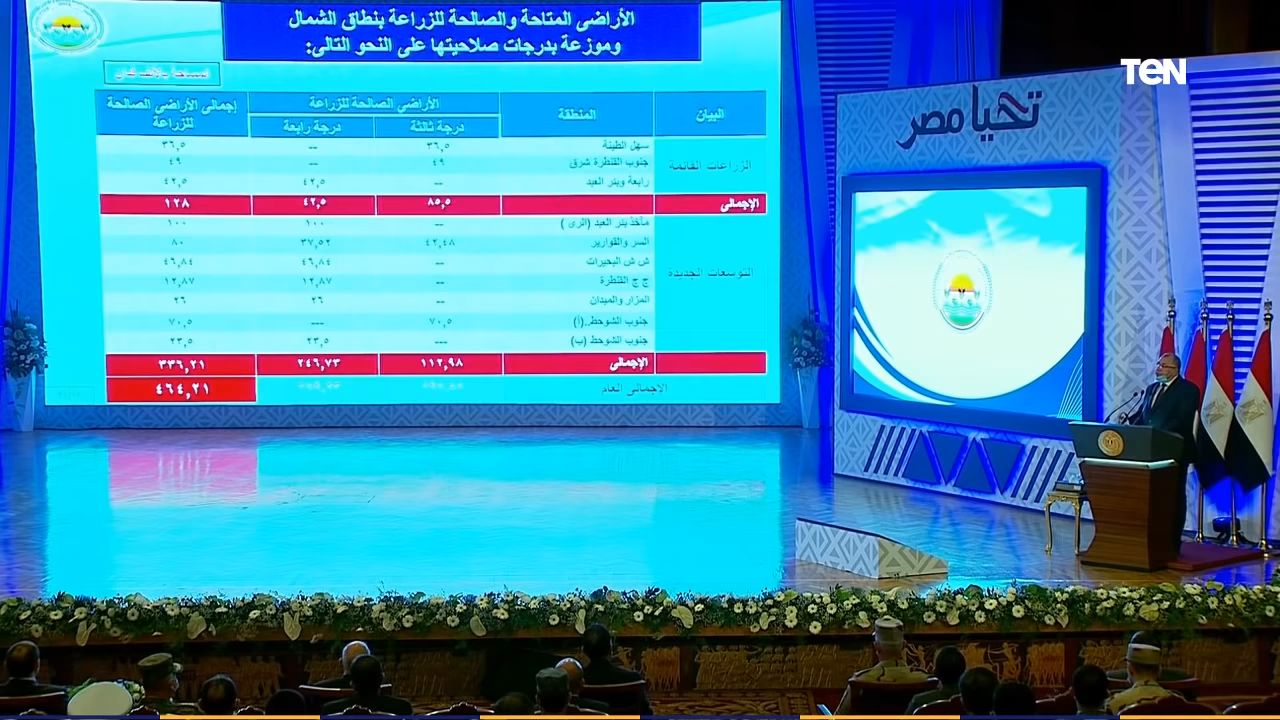 الأراضى المتاحة والصالحة للزراعة بنطاق الشمال
وموزعة بدرجات صلاحيتها على النحو التالى:
TEN
تحيا مصر
المساحة بالألف فدان
البيان المنطقة الأراضى الصالحة للزراعة إجمالى الأراضى الصالحة للزراعة
درجة ثالثة درجة رابعة
الزراعات القائمة
سهل الطينة ٣٦,٥ -- ٣٦,٥
جنوب القنطرة شرق ٤٩ -- ٤٩
رابعة وبئر العبد -- ٤٢,٥ ٤٢,٥
الإجمالى ٨٥,٥ ٤٢,٥ ١٢٨
التوسعات الجديدة
مأخذ بئر العبد (الرى) -- ١٠٠ ١٠٠
السر والقوارير ٤٢,٤٨ ٣٧,٥٢ ٨٠
ش ش البحيرات -- ٤٦,٨٤ ٤٦,٨٤
ج ج القنطرة -- ١٢,٨٧ ١٢,٨٧
المزار والميدان -- ٢٦ ٢٦
جنوب الشوحط..(أ) ٧٠,٥ --- ٧٠,٥
جنوب الشوحط (ب) --- ٢٣,٥ ٢٣,٥
الإجمالى ١١٢,٩٨ ٢٤٦,٧٣ ٣٣٦,٢١
الإجمالى العام ٤٦٤,٢١